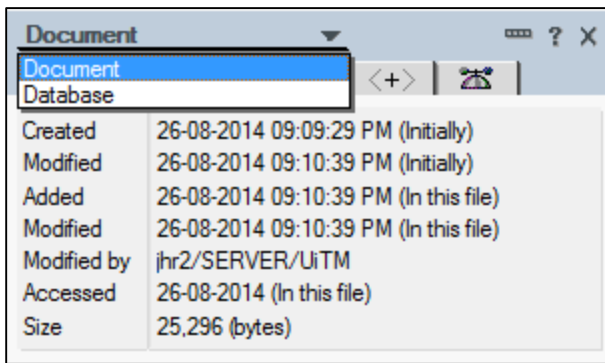 Document ? X
Document
Database <+>
Created 26-08-2014 09:09:29 PM (Initially)
Modified 26-08-2014 09:10:39 PM (Initially)
Added 26-08-2014 09:10:39 PM (In this file)
Modified 26-08-2014 09:10:39 PM (In this file)
Modified by jhr2/SERVER/UiTM
Accessed 26-08-2014 (In this file)
Size 25,296 (bytes)